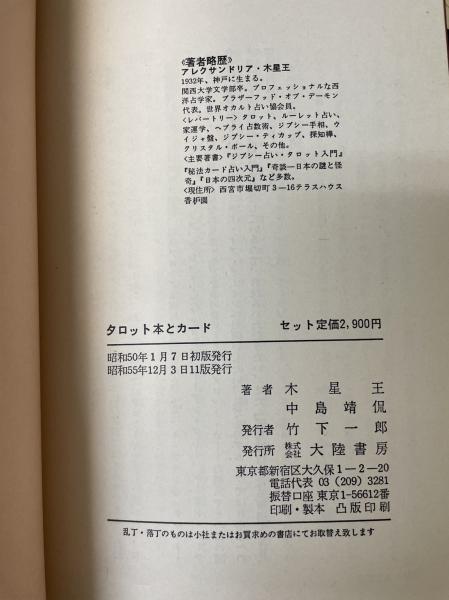 《著者略歴》
アレクサンドリア・木星王
1932年、神戸に生まる。
関西大学文学部卒。プロフェッショナルな西
洋占学家。ブラザーフッド・オブ・デーモン
代表。世界オカルト占い協会員。
<レパートリー> タロット、ルーレット占い、
家運学、ヘブライ占数術、ジプシー手相、ウ
イジャ盤、ジプシー・ティカップ、探知棒、
クリスタル・ボール、その他。
<主要著書>『ジプシー占い・タロット入門』
『秘法カード占い入門』『奇談―日本の謎と怪
奇』『日本の四次元』など多数。
<現住所> 西宮市堀切町3―16テラスハウス
香枦園
タロット本とカード セット定価2,900円
昭和50年1月7日初版発行
昭和55年12月3日11版発行
著者 木星王
中島靖侃
発行者 竹下一郎
発行所 株式会社 大陸書房
東京都新宿区大久保1―2―20
電話代表 03 (209) 3281
振替口座 東京1―56612番
印刷・製本 凸版印刷
乱丁・落丁のものは小社またはお買求めの書店にてお取替え致します